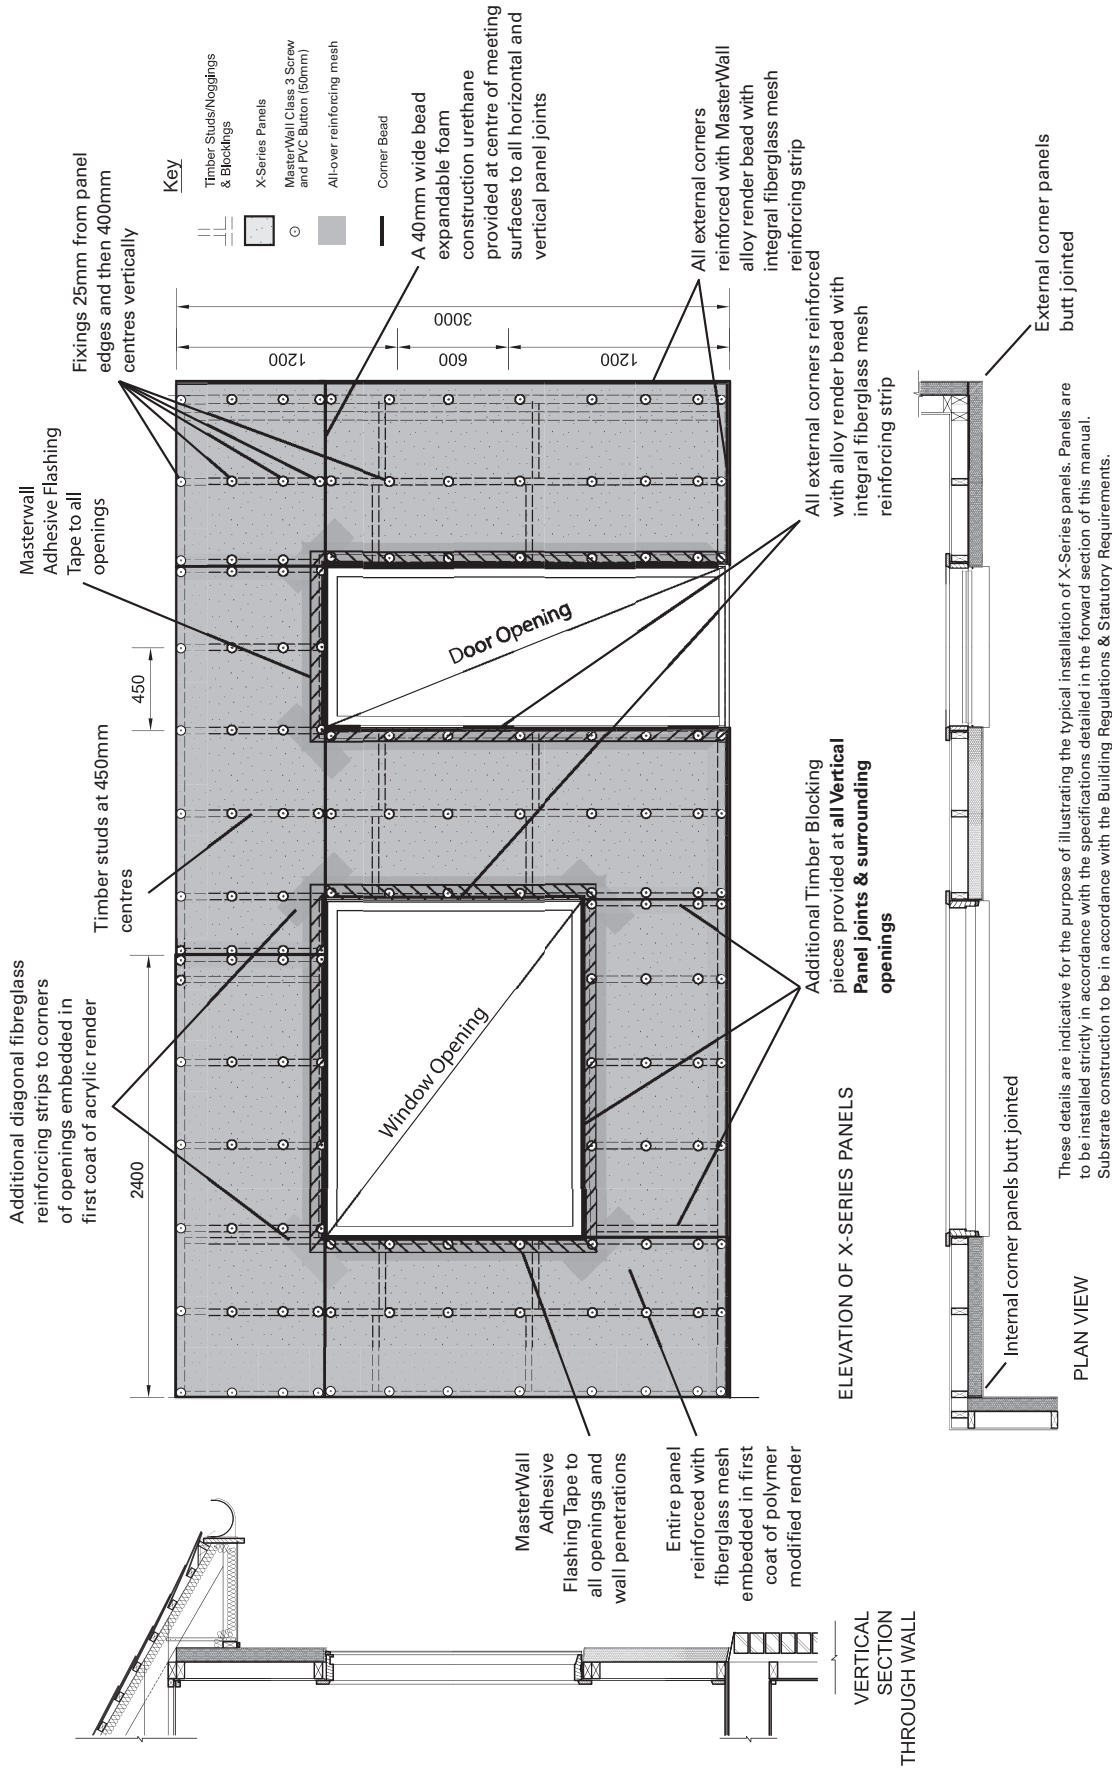 Additional diagonal fibreglass
reinforcing strips to corners
of openings embedded in
first coat of acrylic render
Timber studs at 450mm
centres
Masterwall
Adhesive Flashing
Tape to all
openings
Fixings 25mm from panel
edges and then 400mm
centres vertically
Key
Timber Studs/Noggings
& Blockings
X-Series Panels
MasterWall Class 3 Screw
and PVC Button (50mm)
All-over reinforcing mesh
Corner Bead
2400
450
1200
600
1200
3000
A 40mm wide bead
expandable foam
construction urethane
provided at centre of meeting
surfaces to all horizontal and
vertical panel joints
Window Opening
Door Opening
All external corners
reinforced with MasterWall
alloy render bead with
integral fiberglass mesh
reinforcing strip
All external corners reinforced
with alloy render bead with
integral fiberglass mesh
reinforcing strip
MasterWall
Adhesive
Flashing Tape to
all openings and
wall penetrations
Entire panel
reinforced with
fiberglass mesh
embedded in first
coat of polymer
modified render
Additional Timber Blocking
pieces provided at all Vertical
Panel joints & surrounding
openings
ELEVATION OF X-SERIES PANELS
VERTICAL
SECTION
THROUGH WALL
External corner panels
butt jointed
Internal corner panels butt jointed
PLAN VIEW
These details are indicative for the purpose of illustrating the typical installation of X-Series panels. Panels are
to be installed strictly in accordance with the specifications detailed in the forward section of this manual.
Substrate construction to be in accordance with the Building Regulations & Statutory Requirements.